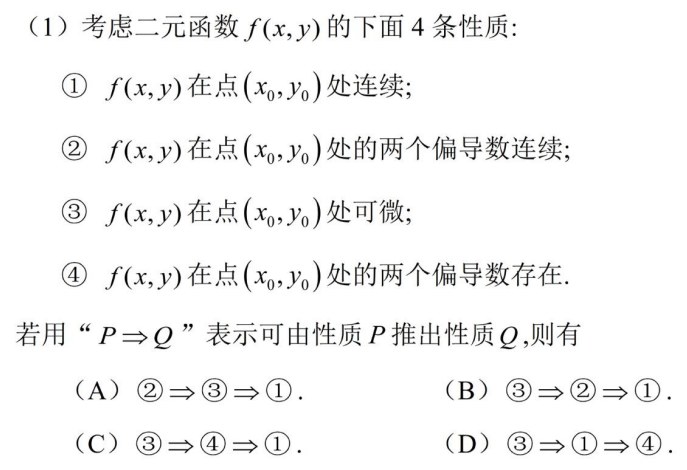 （1）考虑二元函数 f(x,y) 的下面 4 条性质:
① f(x,y) 在点(x₀,y₀)处连续;
② f(x,y) 在点(x₀,y₀)处的两个偏导数连续;
③ f(x,y) 在点(x₀,y₀)处可微;
④ f(x,y) 在点(x₀,y₀)处的两个偏导数存在.
若用“ P⇒Q ”表示可由性质 P 推出性质 Q ,则有
（A）②⇒③⇒①. （B）③⇒②⇒①.
（C）③⇒④⇒①. （D）③⇒①⇒④.